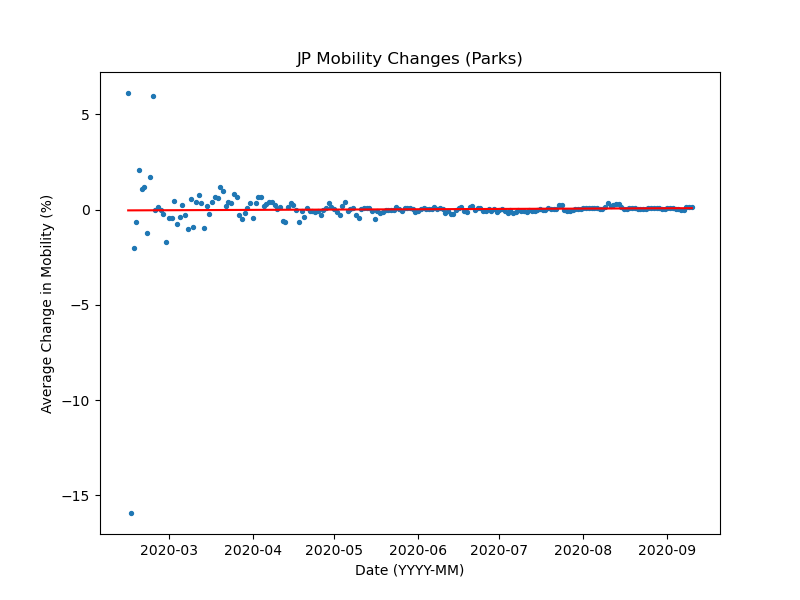 JP Mobility Changes (Parks)
Average Change in Mobility (%)
5
0
−5
−10
−15
2020-03 2020-04 2020-05 2020-06 2020-07 2020-08 2020-09
Date (YYYY-MM)